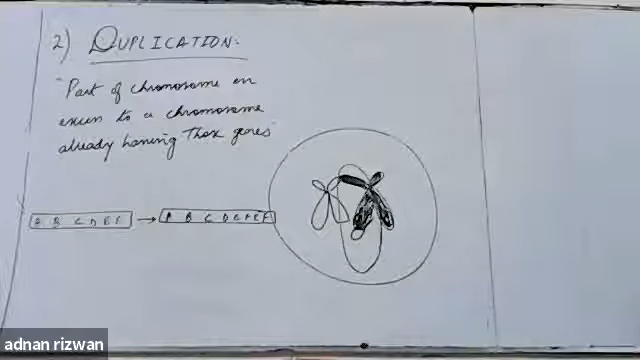 2) DUPLICATION:
"Part of chromosome in
excess to a chromosome
already having those genes"
A B C D E F → A B C D E F E F
adnan rizwan